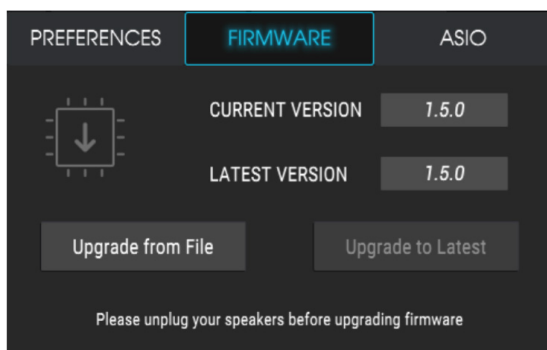 PREFERENCES FIRMWARE ASIO
CURRENT VERSION 1.5.0
LATEST VERSION 1.5.0
Upgrade from File Upgrade to Latest
Please unplug your speakers before upgrading firmware